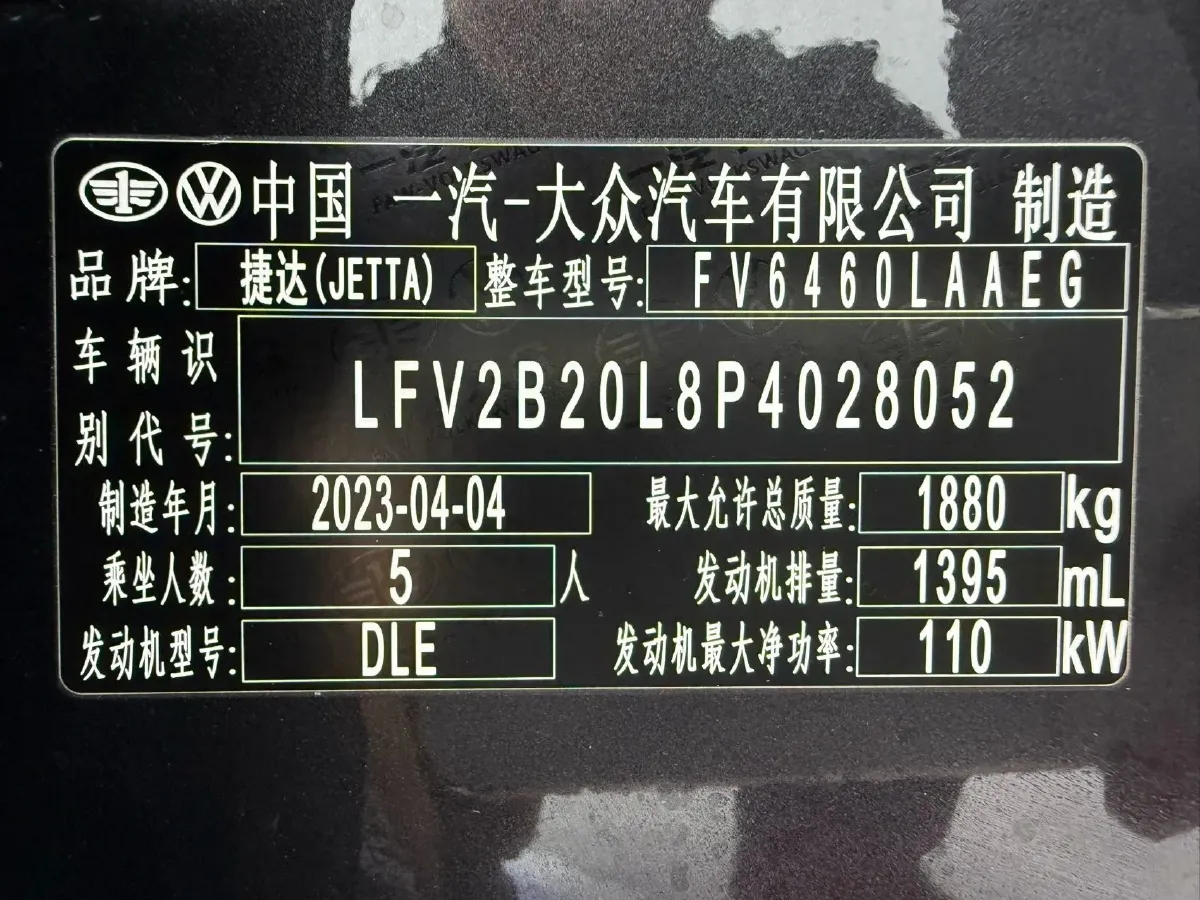 中国 一汽-大众汽车有限公司 制造
品牌: 捷达(JETTA) 整车型号: FV6460LAAEG
车辆识别代号: LFV2B20L8P4028052
制造年月: 2023-04-04 最大允许总质量: 1880 kg
乘坐人数: 5 人 发动机排量: 1395 mL
发动机型号: DLE 发动机最大净功率: 110 kW